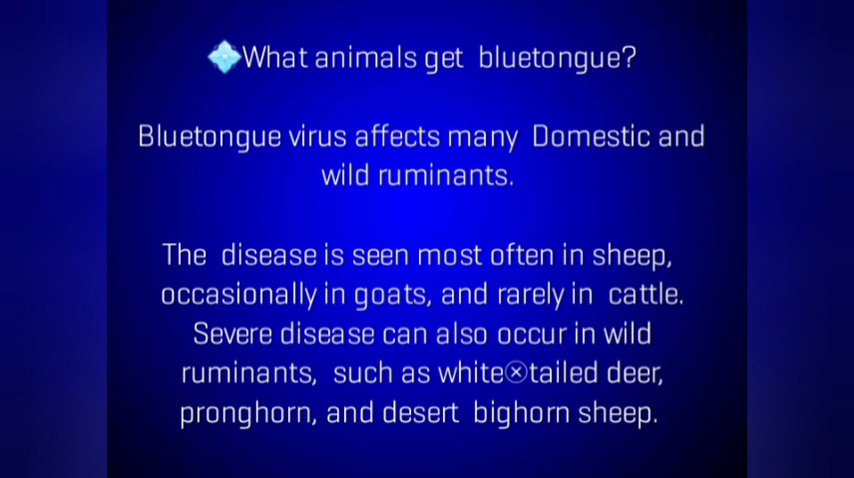 💠What animals get bluetongue?
Bluetongue virus affects many Domestic and
wild ruminants.
The disease is seen most often in sheep,
occasionally in goats, and rarely in cattle.
Severe disease can also occur in wild
ruminants, such as white⊗tailed deer,
pronghorn, and desert bighorn sheep.